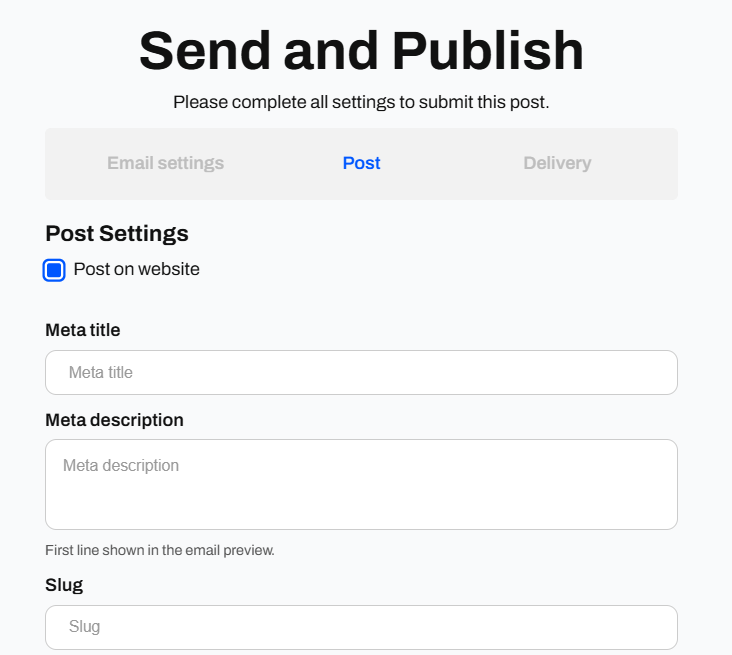 Send and Publish
Please complete all settings to submit this post.
Email settings Post Delivery
Post Settings
Post on website
Meta title
Meta title
Meta description
Meta description
First line shown in the email preview.
Slug
Slug